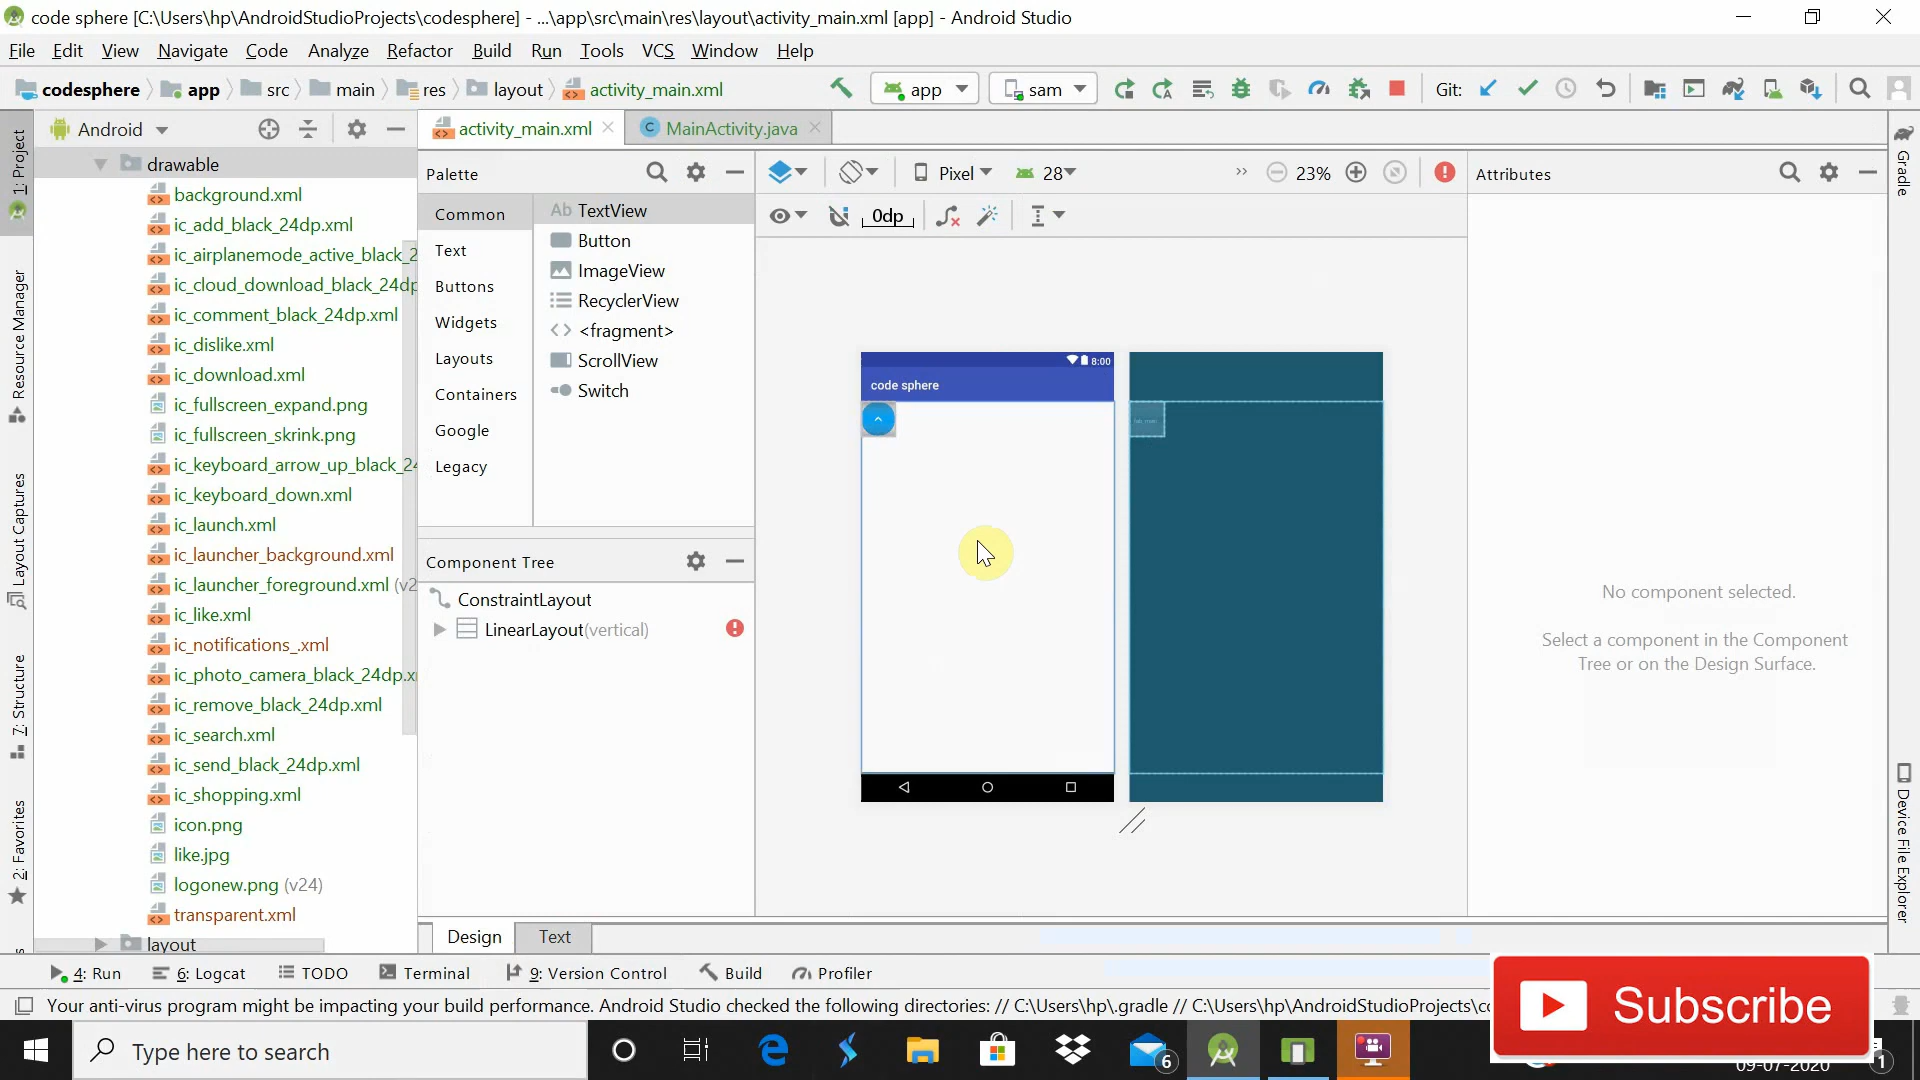 code sphere [C:\Users\hp\AndroidStudioProjects\codesphere] - ...\app\src\main\res\layout\activity_main.xml [app] - Android Studio
File Edit View Navigate Code Analyze Refactor Build Run Tools VCS Window Help
codesphere app src main res layout activity_main.xml app sam Git:
Android activity_main.xml MainActivity.java
1: Project
Resource Manager
Layout Captures
7: Structure
2: Favorites
drawable
background.xml
ic_add_black_24dp.xml
ic_airplanemode_active_black_2
ic_cloud_download_black_24dp
ic_comment_black_24dp.xml
ic_dislike.xml
ic_download.xml
ic_fullscreen_expand.png
ic_fullscreen_skrink.png
ic_keyboard_arrow_up_black_24
ic_keyboard_down.xml
ic_launch.xml
ic_launcher_background.xml
ic_launcher_foreground.xml (v2
ic_like.xml
ic_notifications_.xml
ic_photo_camera_black_24dp.x
ic_remove_black_24dp.xml
ic_search.xml
ic_send_black_24dp.xml
ic_shopping.xml
icon.png
like.jpg
logonew.png (v24)
transparent.xml
layout
Palette
Common
Text
Buttons
Widgets
Layouts
Containers
Google
Legacy
Ab TextView
Button
ImageView
RecyclerView
<fragment>
ScrollView
Switch
Component Tree
ConstraintLayout
LinearLayout(vertical)
Pixel 28 23%
0dp
8:00
code sphere
Attributes
No component selected.
Select a component in the Component
Tree or on the Design Surface.
Gradle
Device File Explorer
Design Text
4: Run 6: Logcat TODO Terminal 9: Version Control Build Profiler
Your anti-virus program might be impacting your build performance. Android Studio checked the following directories: // C:\Users\hp\.gradle // C:\Users\hp\AndroidStudioProjects\co
Subscribe
Type here to search
6
09-07-2020
1